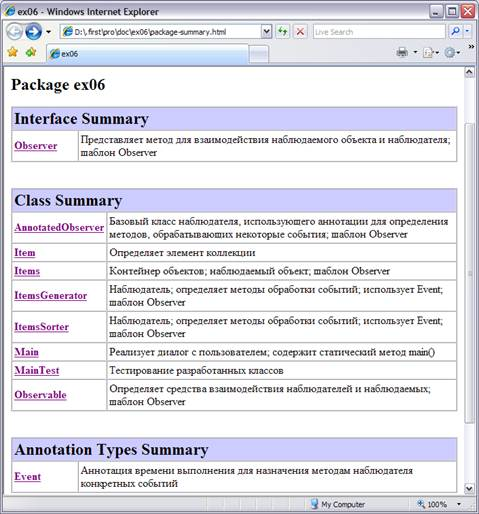 ex06 - Windows Internet Explorer
D:\.first\pro\doc\ex06\package-summary.html
Live Search
ex06
Package ex06
Interface Summary
Observer
Представляет метод для взаимодействия наблюдаемого объекта и наблюдателя;
шаблон Observer
Class Summary
AnnotatedObserver
Базовый класс наблюдателя, использующего аннотации для определения
методов, обрабатывающих некоторые события; шаблон Observer
Item
Определяет элемент коллекции
Items
Контейнер объектов; наблюдаемый объект; шаблон Observer
ItemsGenerator
Наблюдатель; определяет методы обработки событий; использует Event;
шаблон Observer
ItemsSorter
Наблюдатель; определяет методы обработки событий; использует Event;
шаблон Observer
Main
Реализует диалог с пользователем; содержит статический метод main()
MainTest
Тестирование разработанных классов
Observable
Определяет средства взаимодействия наблюдателей и наблюдаемых;
шаблон Observer
Annotation Types Summary
Event
Аннотация времени выполнения для назначения методам наблюдателя
конкретных событий
My Computer
100%